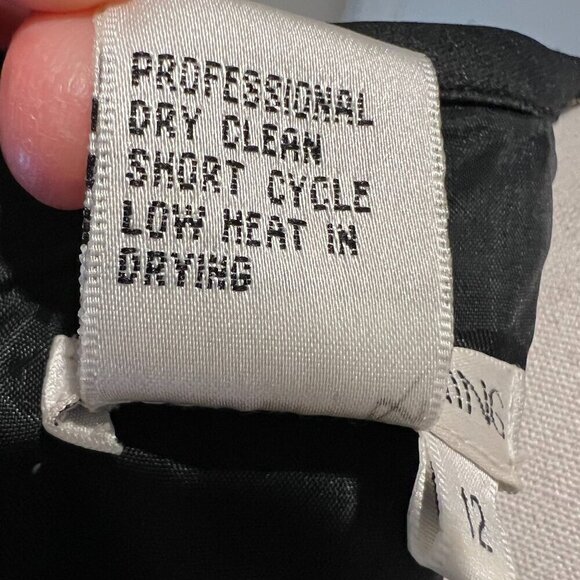 PROFESSIONAL
DRY CLEAN
SHORT CYCLE
LOW HEAT IN
DRYING
12